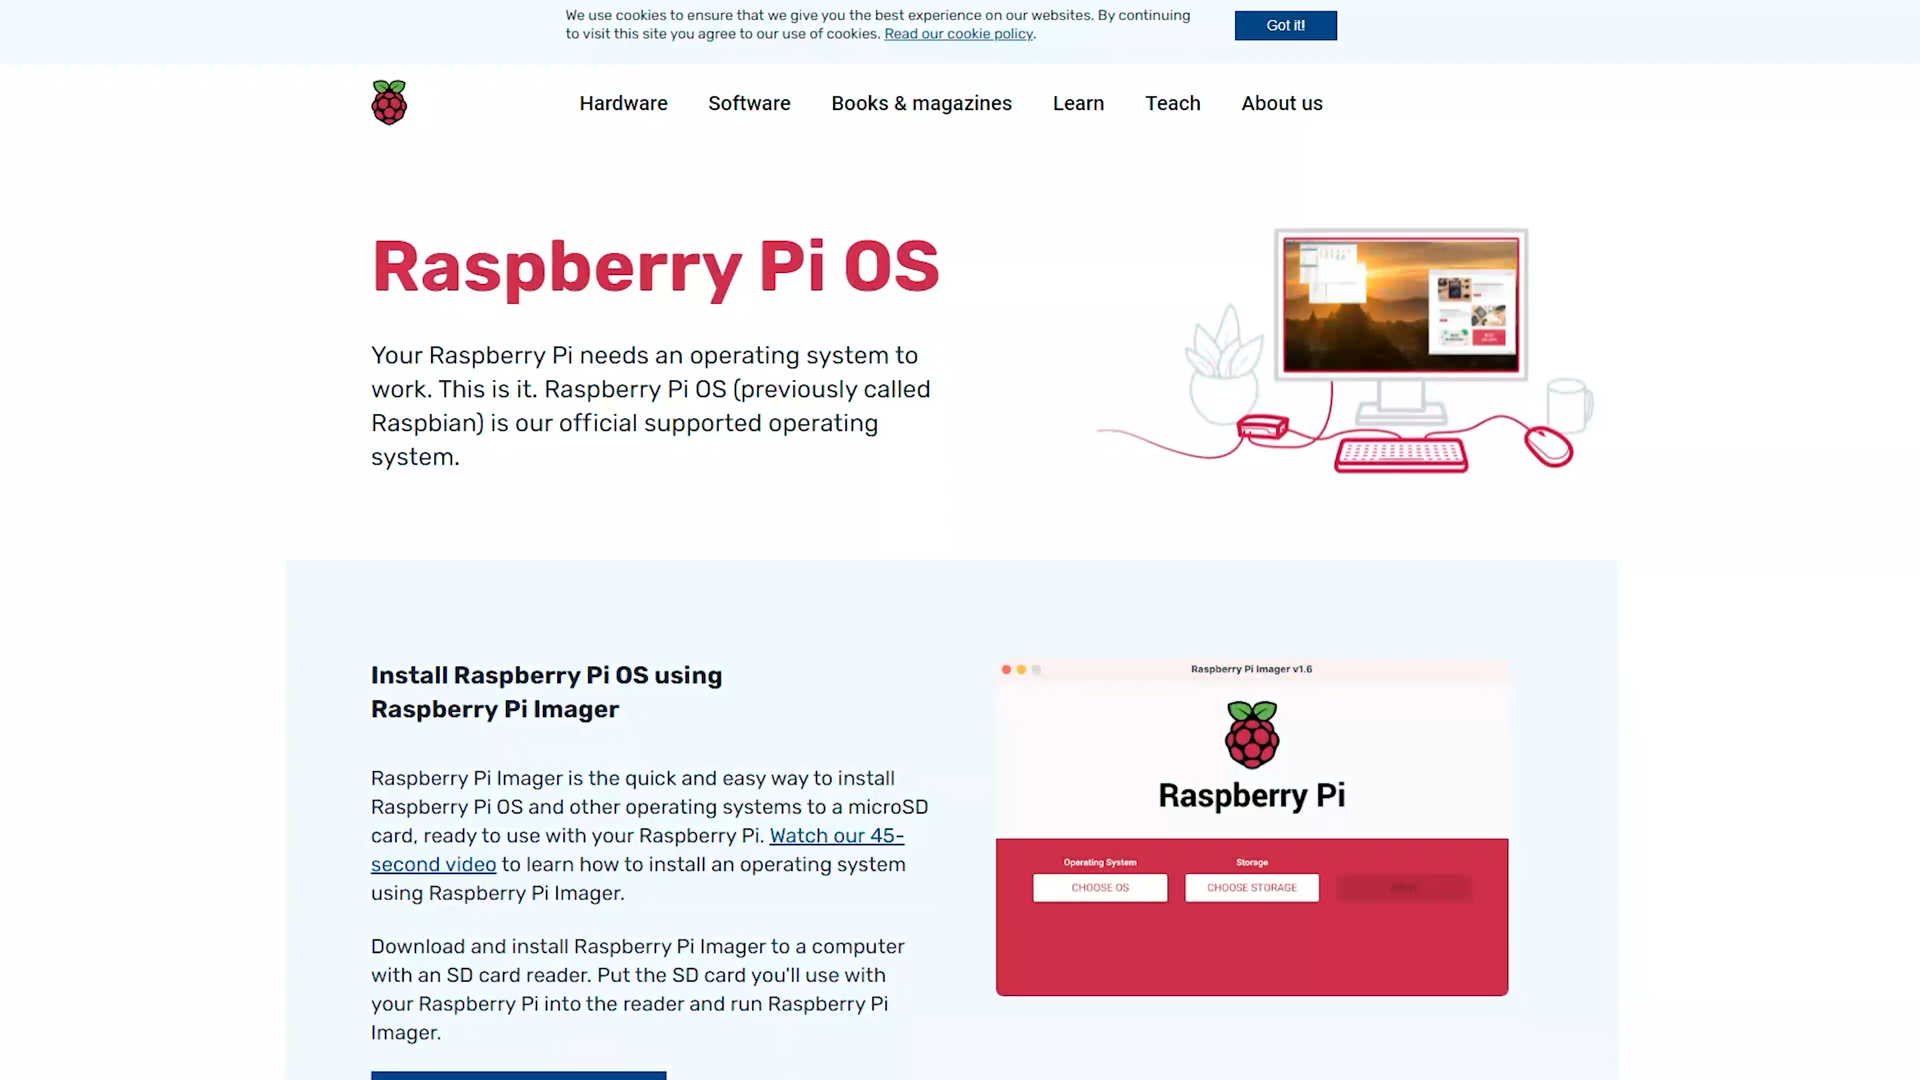 We use cookies to ensure that we give you the best experience on our websites. By continuing
to visit this site you agree to our use of cookies. Read our cookie policy.
Got it!
Hardware
Software
Books & magazines
Learn
Teach
About us
Raspberry Pi OS
Your Raspberry Pi needs an operating system to
work. This is it. Raspberry Pi OS (previously called
Raspbian) is our official supported operating
system.
Install Raspberry Pi OS using
Raspberry Pi Imager
Raspberry Pi Imager is the quick and easy way to install
Raspberry Pi OS and other operating systems to a microSD
card, ready to use with your Raspberry Pi. Watch our 45-
second video to learn how to install an operating system
using Raspberry Pi Imager.
Download and install Raspberry Pi Imager to a computer
with an SD card reader. Put the SD card you'll use with
your Raspberry Pi into the reader and run Raspberry Pi
Imager.
Raspberry Pi Imager v1.6
Raspberry Pi
Operating System
Storage
CHOOSE OS
CHOOSE STORAGE